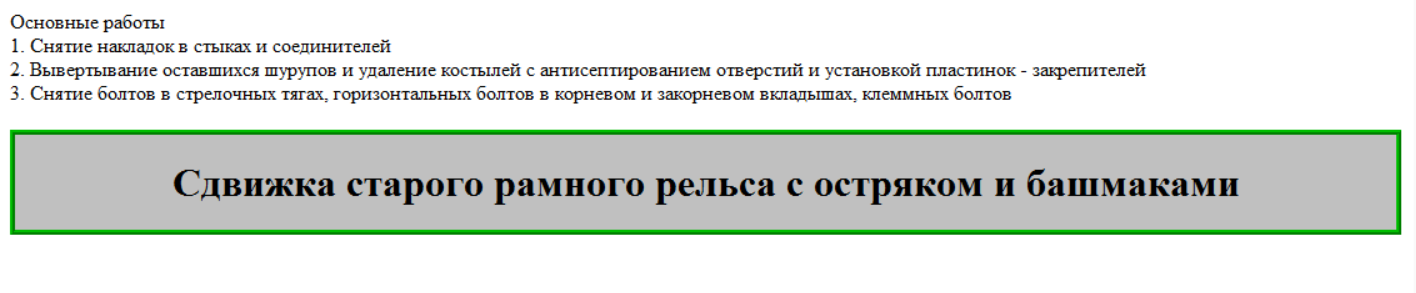 Основные работы
1. Снятие накладок в стыках и соединителей
2. Вывертывание оставшихся шурупов и удаление костылей с антисептированием отверстий и установкой пластинок - закрепителей
3. Снятие болтов в стрелочных тягах, горизонтальных болтов в корневом и закорневом вкладышах, клеммных болтов
Сдвижка старого рамного рельса с остряком и башмаками